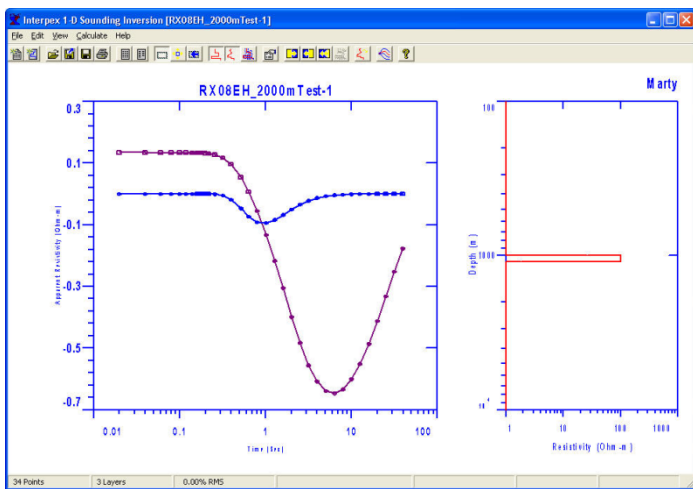 Interpex 1-D Sounding Inversion [RX08EH_2000mTest-1]
File Edit View Calculate Help
RX08EH_2000mTest-1
Marty
0.3
0.1
-0.1
-0.3
-0.5
-0.7
Apparent Resistivity (Ohm-m)
0.01 0.1 1 10 100
Time (Sec)
100
1000
10
Depth (m)
1 10 100 1000
Resistivity (Ohm-m)
34 Points 3 Layers 0.00% RMS